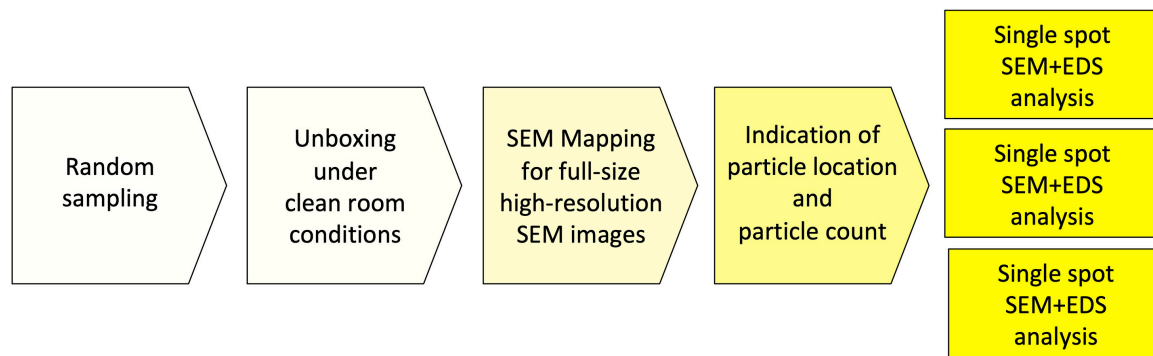 Random
sampling
Unboxing
under
clean room
conditions
SEM Mapping
for full-size
high-resolution
SEM images
Indication of
particle location
and
particle count
Single spot
SEM+EDS
analysis
Single spot
SEM+EDS
analysis
Single spot
SEM+EDS
analysis